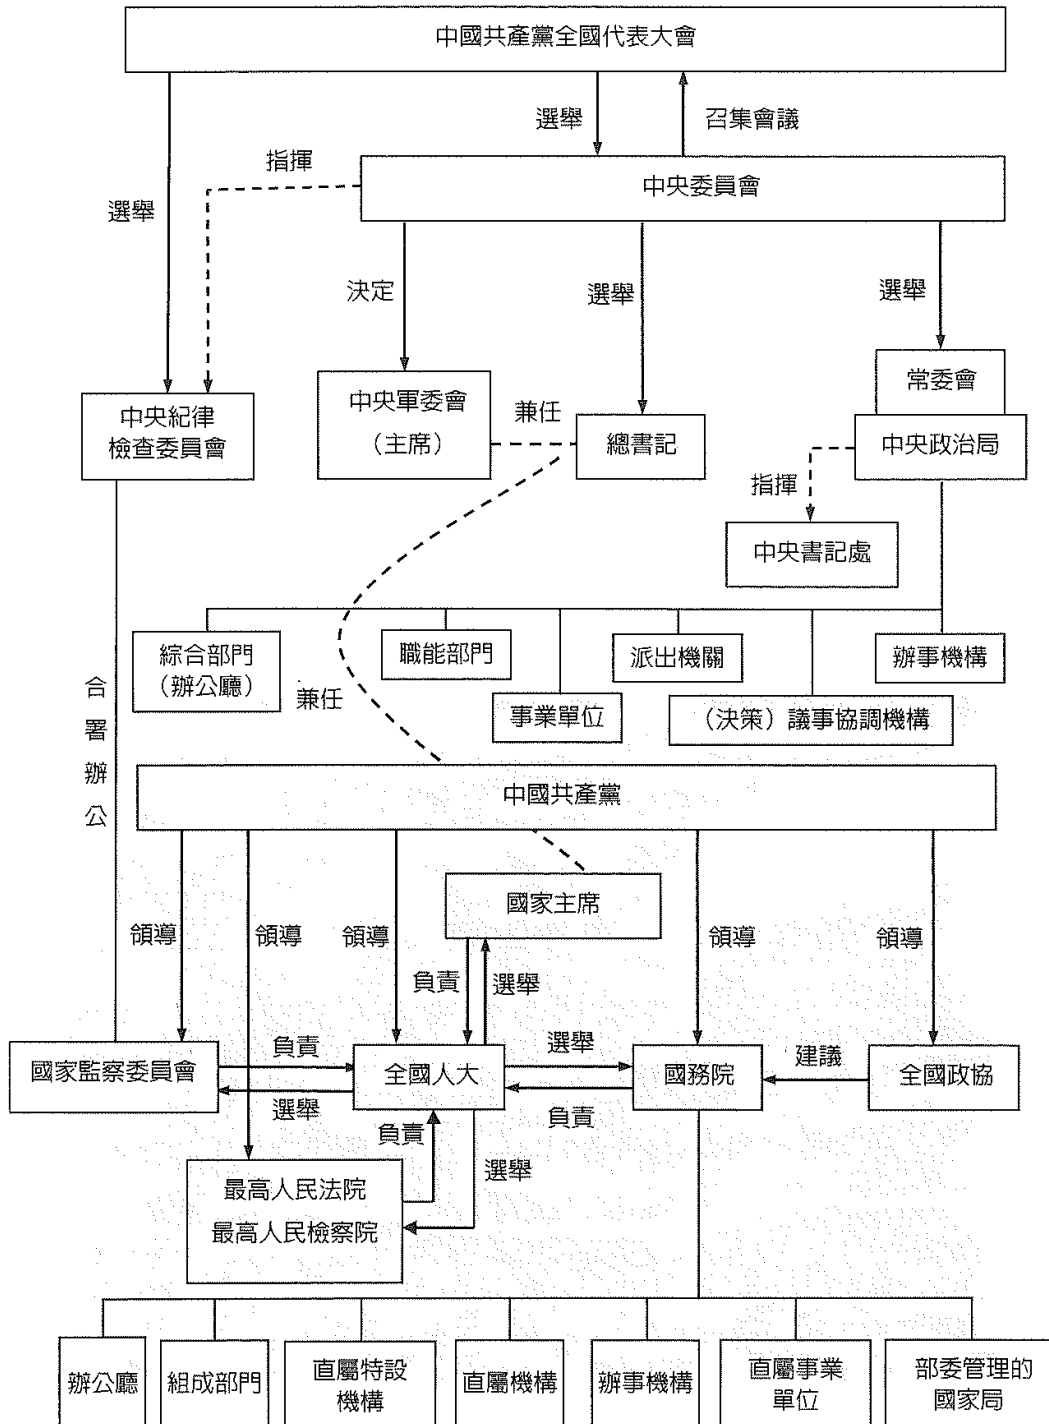 中國共產黨全國代表大會
選舉
召集會議
指揮
中央委員會
選舉
決定
選舉
選舉
常委會
中央紀律
檢查委員會
中央軍委會
（主席）
兼任
總書記
中央政治局
指揮
中央書記處
綜合部門
（辦公廳）
職能部門
派出機關
辦事機構
合署辦公
兼任
事業單位
（決策）議事協調機構
中國共產黨
國家主席
領導
領導
領導
領導
領導
負責
選舉
國家監察委員會
負責
選舉
全國人大
選舉
負責
國務院
建議
全國政協
負責
選舉
最高人民法院
最高人民檢察院
辦公廳
組成部門
直屬特設
機構
直屬機構
辦事機構
直屬事業
單位
部委管理的
國家局